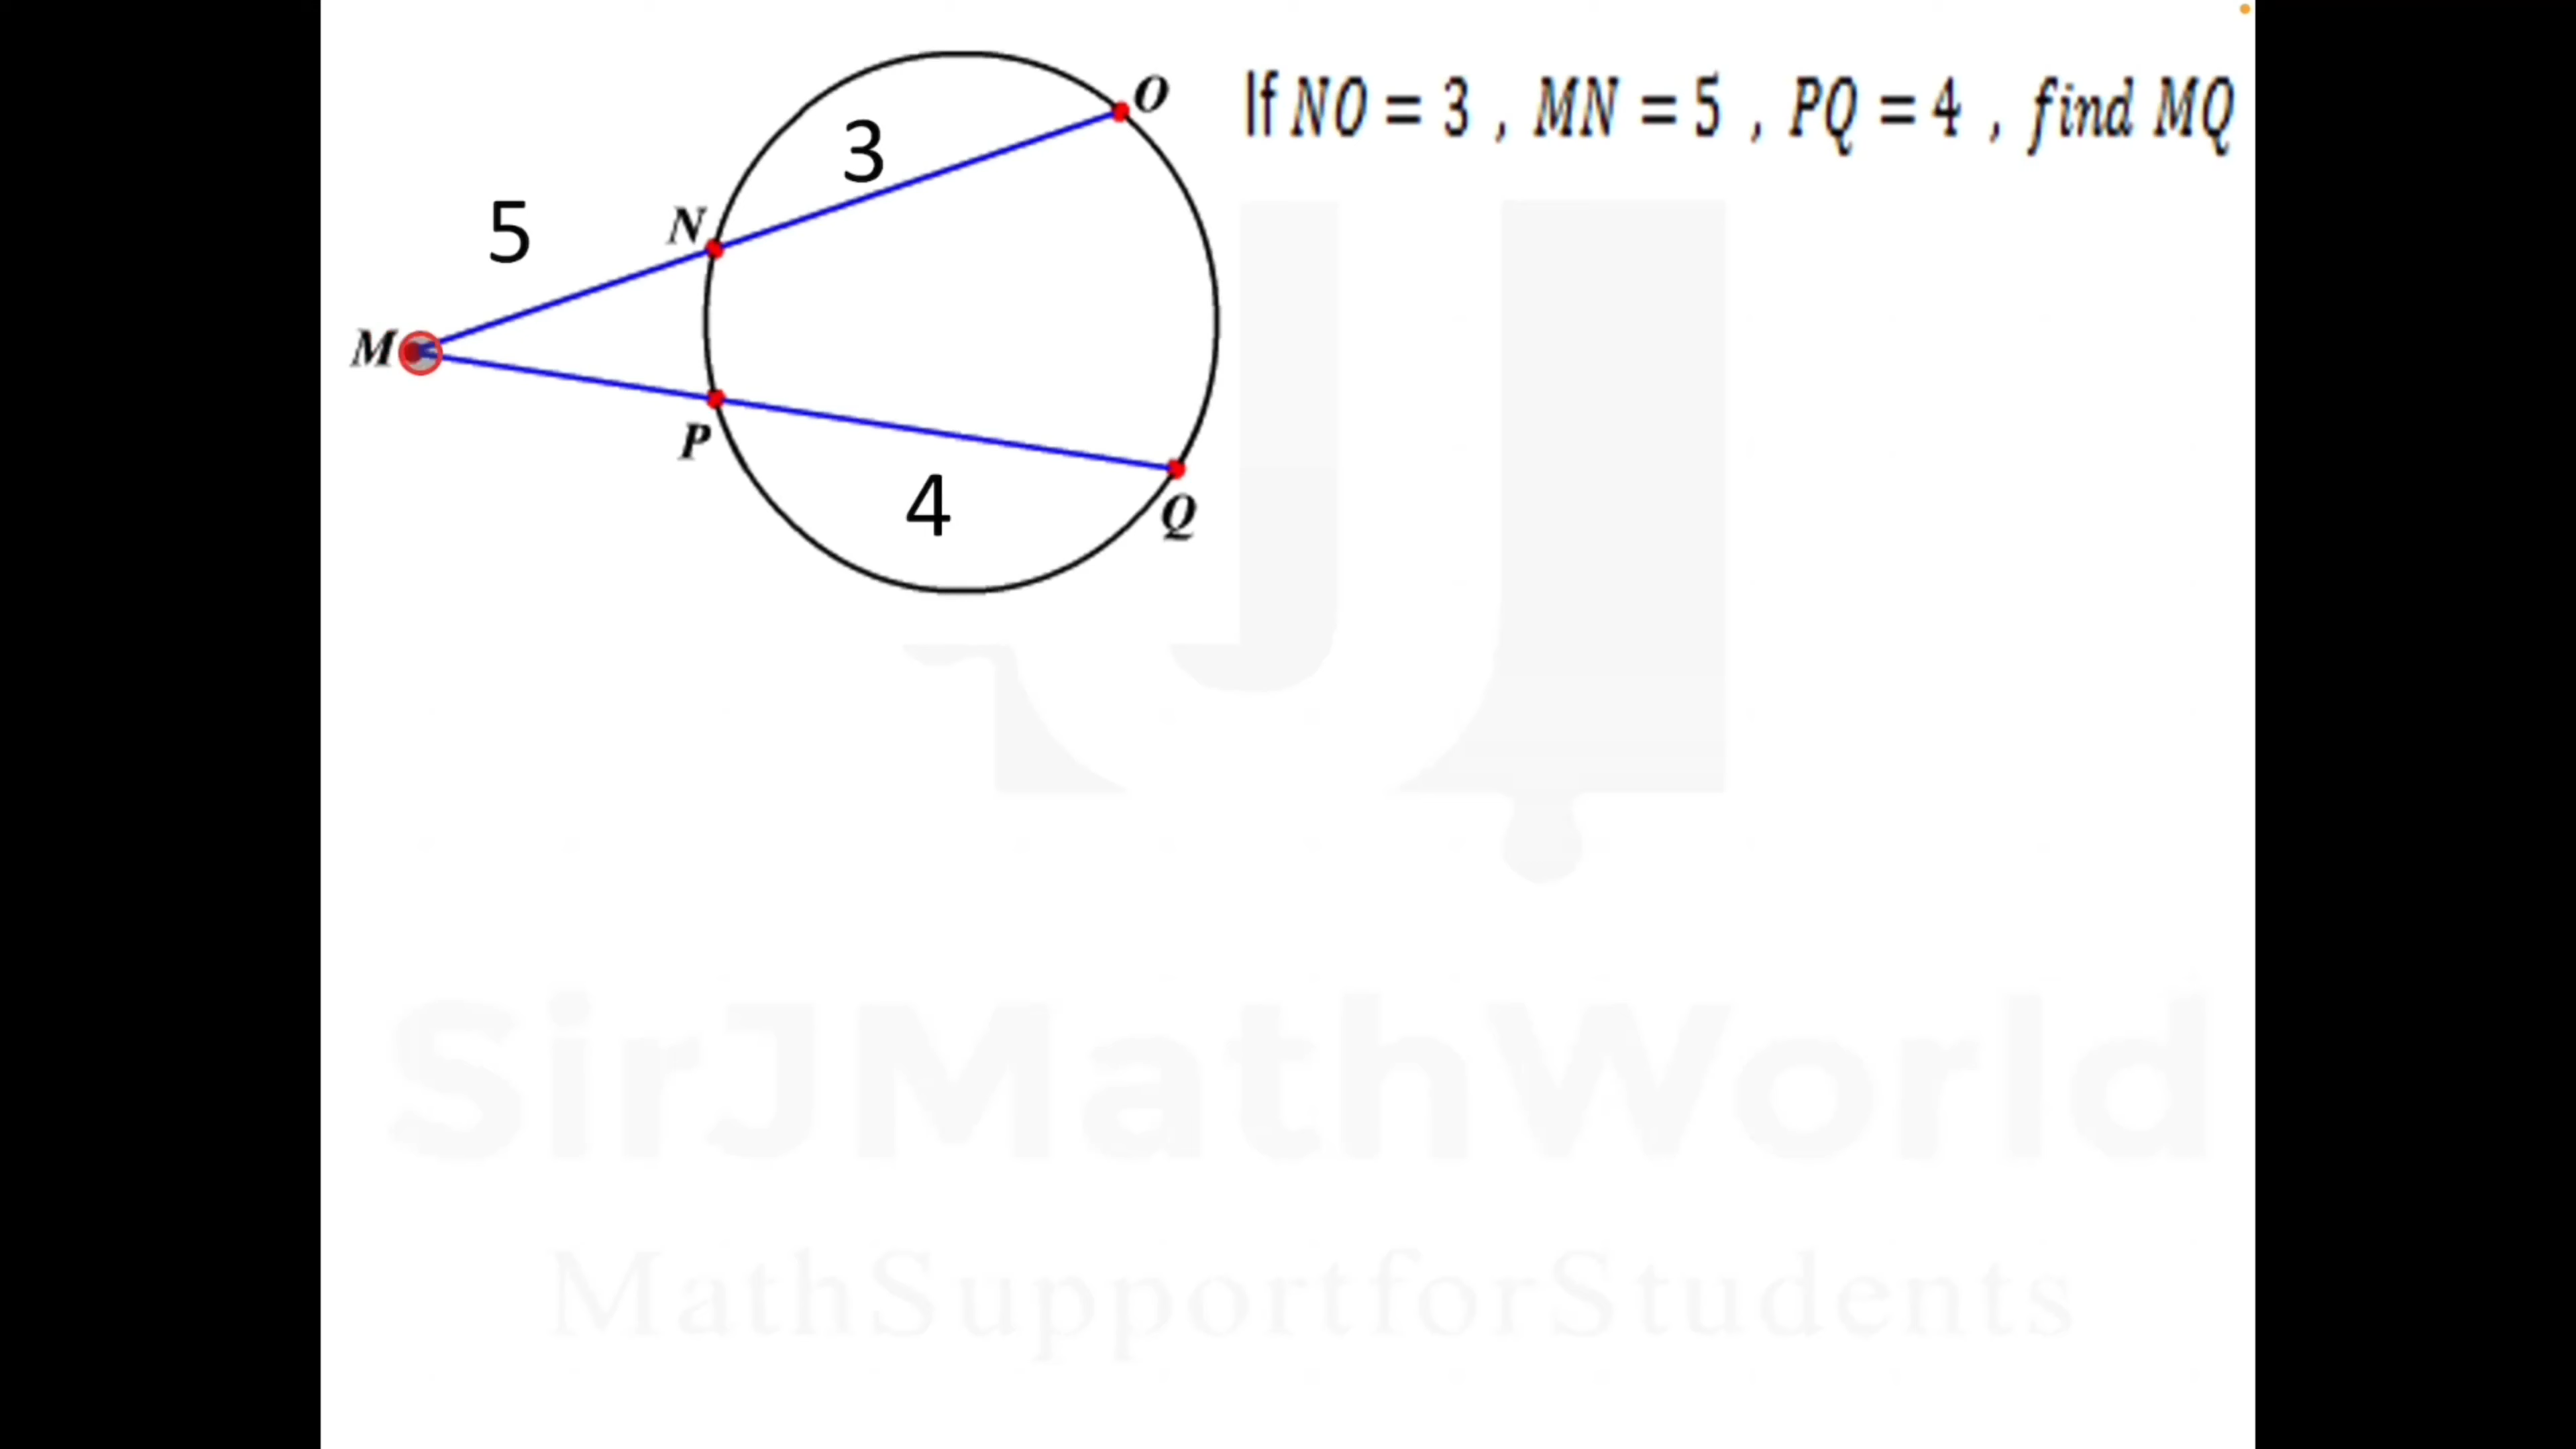 If NO = 3 , MN = 5 , PQ = 4 , find MQ
O
3
5
N
M
P
4
Q
SirJMathWorld
MathSupportforStudents